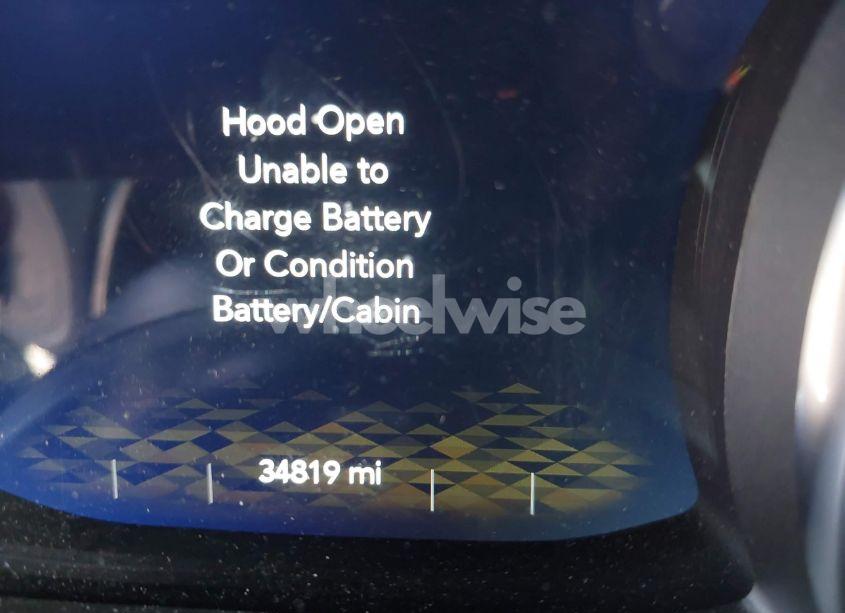 Hood Open
Unable to
Charge Battery
Or Condition
Battery/Cabin
wheelwise
34819 mi